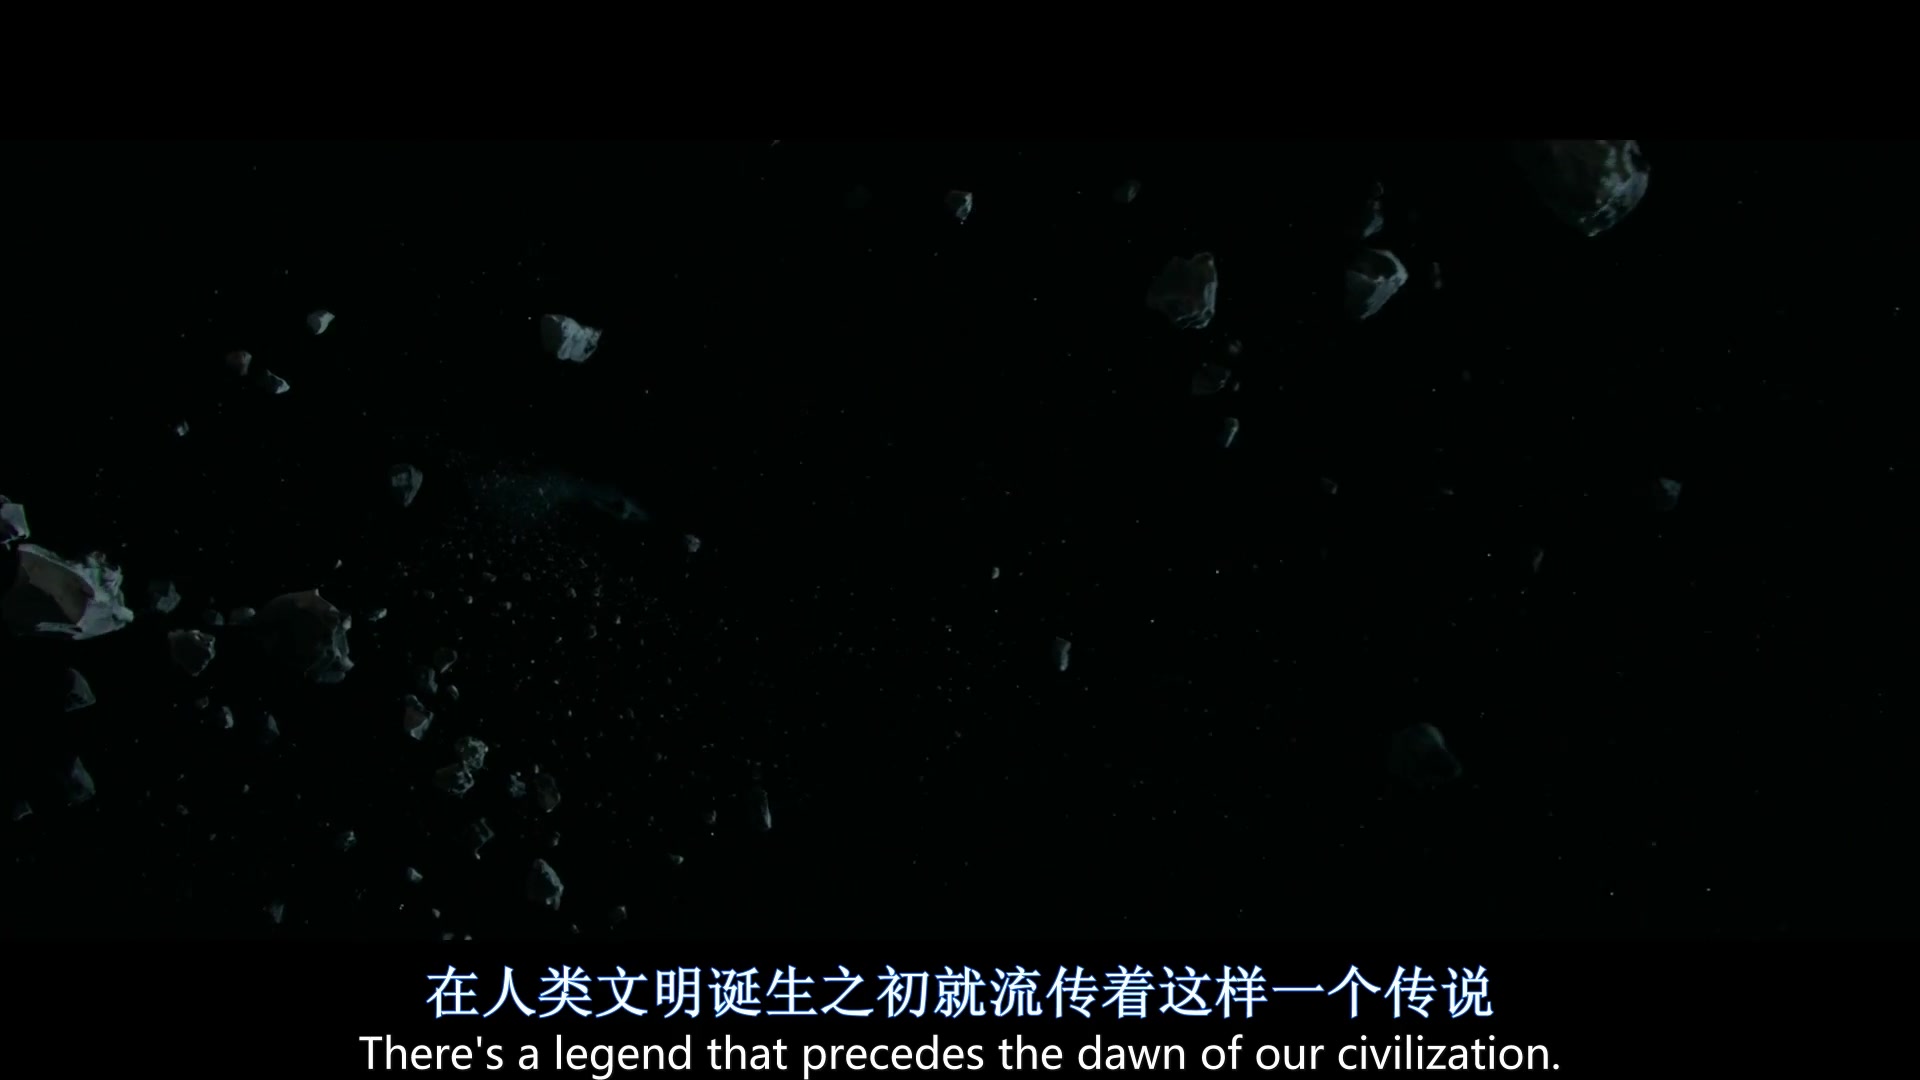 在人类文明诞生之初就流传着这样一个传说
There's a legend that precedes the dawn of our civilization.